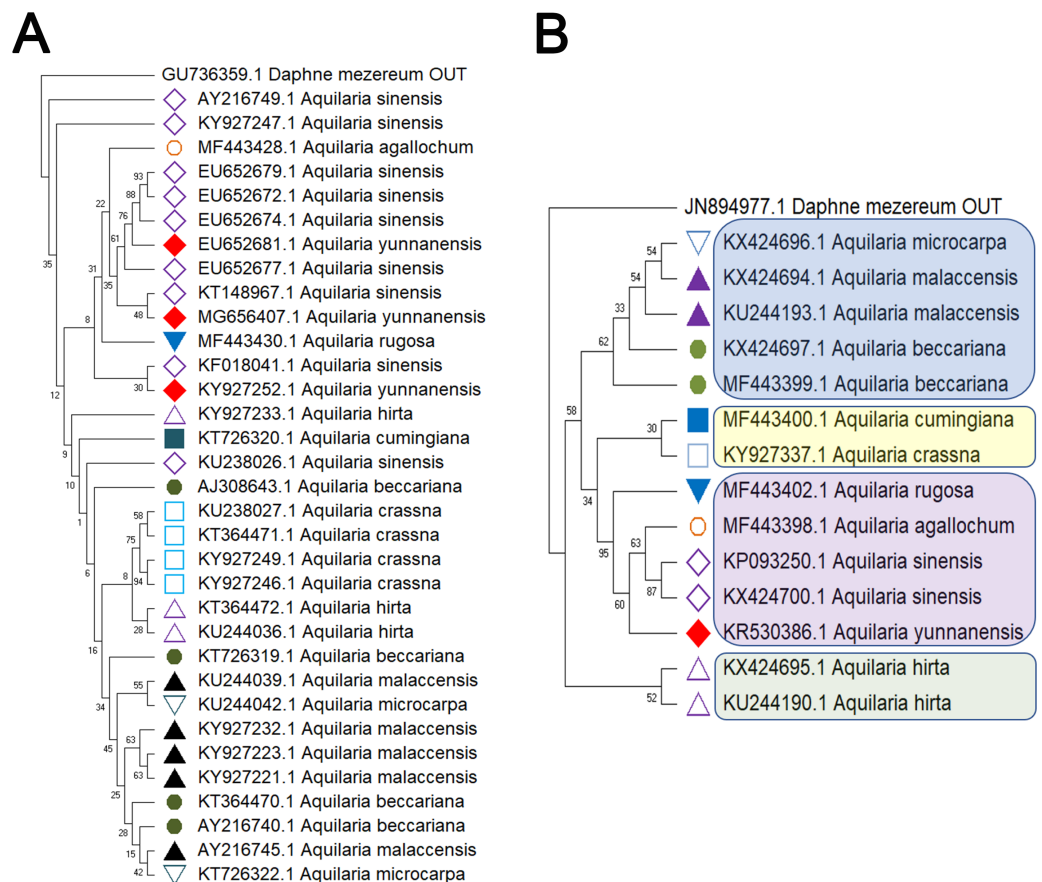 A
GU736359.1 Daphne mezereum OUT
AY216749.1 Aquilaria sinensis
KY927247.1 Aquilaria sinensis
MF443428.1 Aquilaria agallochum
93
EU652679.1 Aquilaria sinensis
88
EU652672.1 Aquilaria sinensis
22
76
EU652674.1 Aquilaria sinensis
61
EU652681.1 Aquilaria yunnanensis
35
31
35
EU652677.1 Aquilaria sinensis
KT148967.1 Aquilaria sinensis
48
MG656407.1 Aquilaria yunnanensis
8
MF443430.1 Aquilaria rugosa
KF018041.1 Aquilaria sinensis
30
KY927252.1 Aquilaria yunnanensis
12
KY927233.1 Aquilaria hirta
KT726320.1 Aquilaria cumingiana
9
KU238026.1 Aquilaria sinensis
10
AJ308643.1 Aquilaria beccariana
1
58
KU238027.1 Aquilaria crassna
75
KT364471.1 Aquilaria crassna
KY927249.1 Aquilaria crassna
6
8
94
KY927246.1 Aquilaria crassna
KT364472.1 Aquilaria hirta
28
KU244036.1 Aquilaria hirta
16
KT726319.1 Aquilaria beccariana
55
KU244039.1 Aquilaria malaccensis
34
KU244042.1 Aquilaria microcarpa
45
63
KY927232.1 Aquilaria malaccensis
KY927223.1 Aquilaria malaccensis
63
KY927221.1 Aquilaria malaccensis
25
KT364470.1 Aquilaria beccariana
28
AY216740.1 Aquilaria beccariana
15
AY216745.1 Aquilaria malaccensis
42
KT726322.1 Aquilaria microcarpa
B
JN894977.1 Daphne mezereum OUT
54
KX424696.1 Aquilaria microcarpa
54
KX424694.1 Aquilaria malaccensis
33
KU244193.1 Aquilaria malaccensis
62
KX424697.1 Aquilaria beccariana
MF443399.1 Aquilaria beccariana
58
MF443400.1 Aquilaria cumingiana
30
KY927337.1 Aquilaria crassna
34
MF443402.1 Aquilaria rugosa
MF443398.1 Aquilaria agallochum
63
95
KP093250.1 Aquilaria sinensis
87
KX424700.1 Aquilaria sinensis
60
KR530386.1 Aquilaria yunnanensis
KX424695.1 Aquilaria hirta
52
KU244190.1 Aquilaria hirta